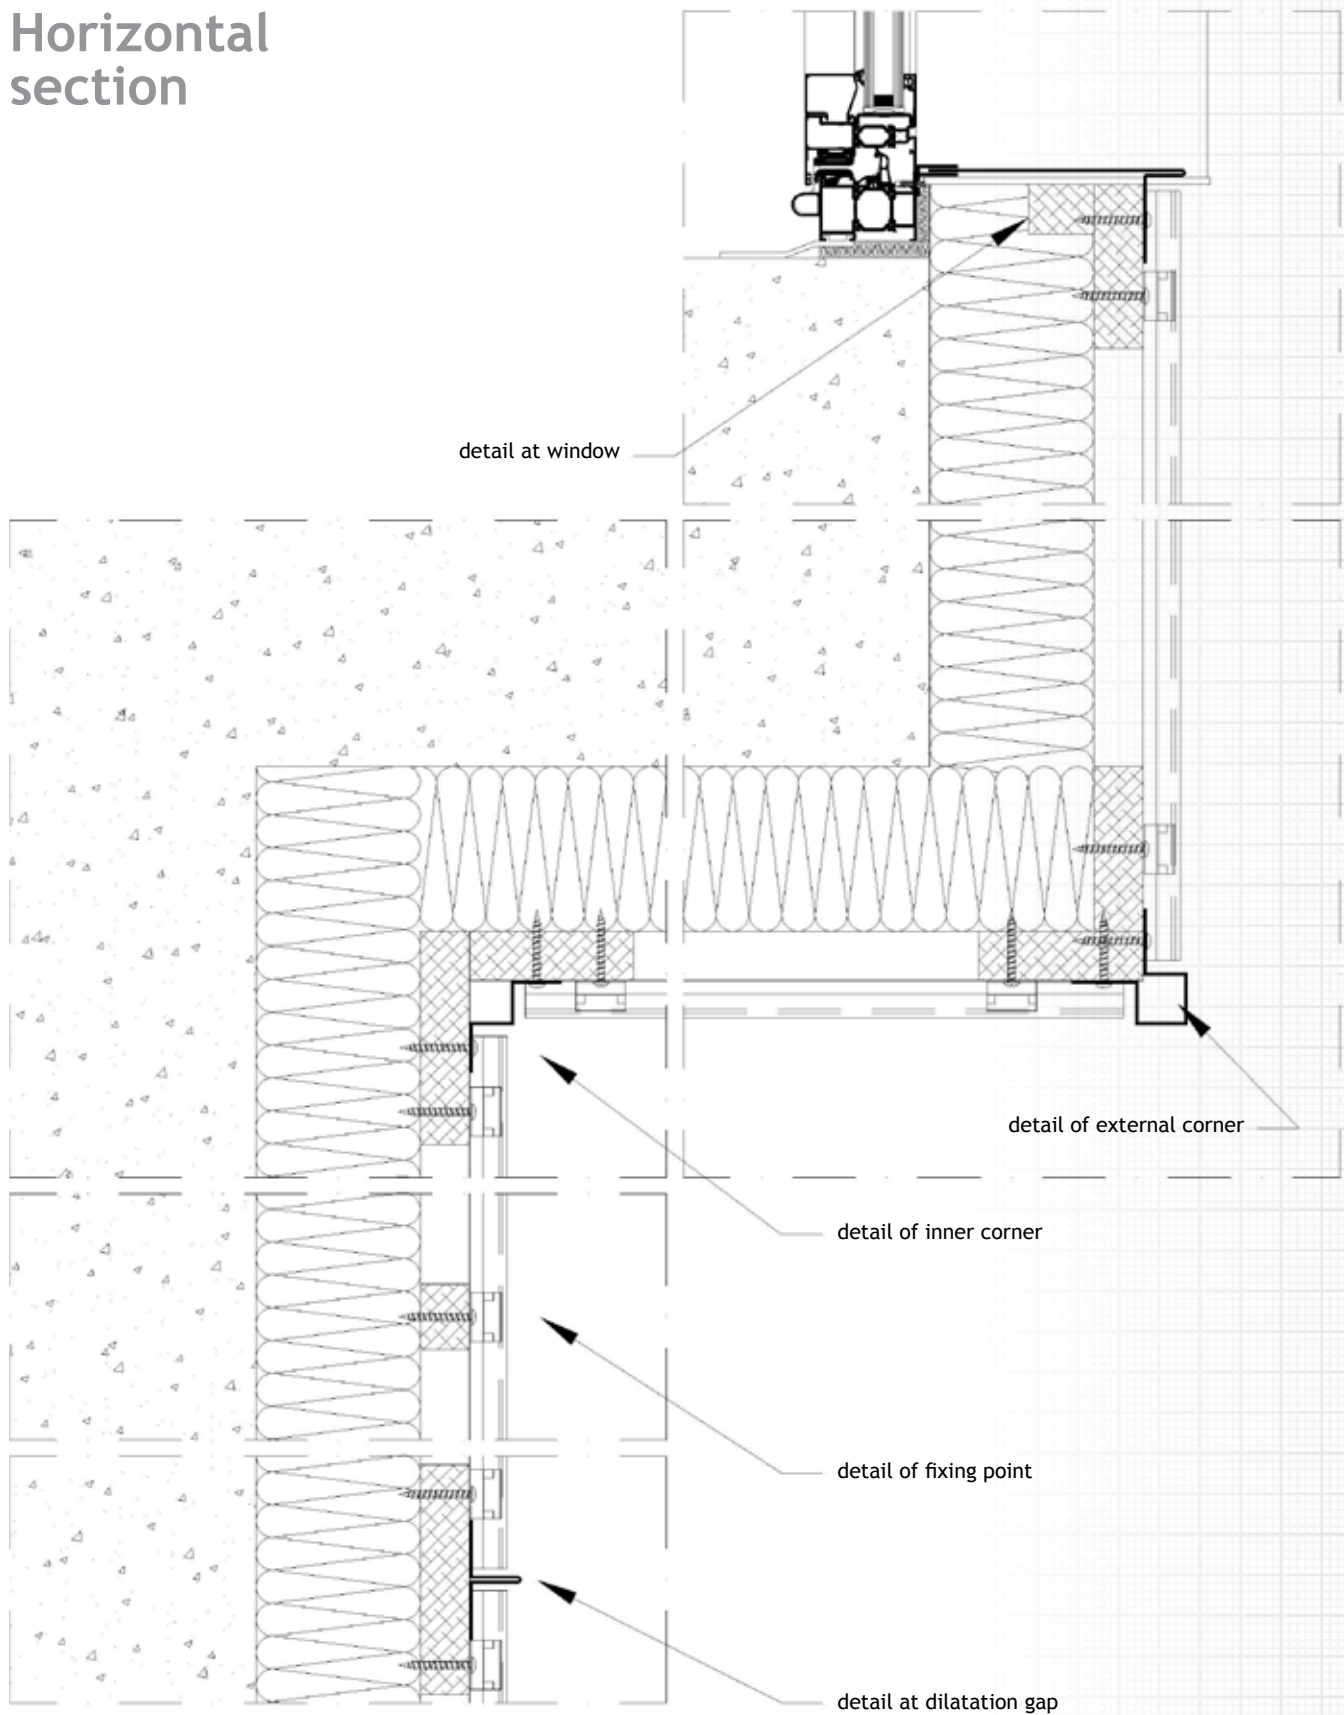 Horizontal
section
detail at window
detail of external corner
detail of inner corner
detail of fixing point
detail at dilatation gap